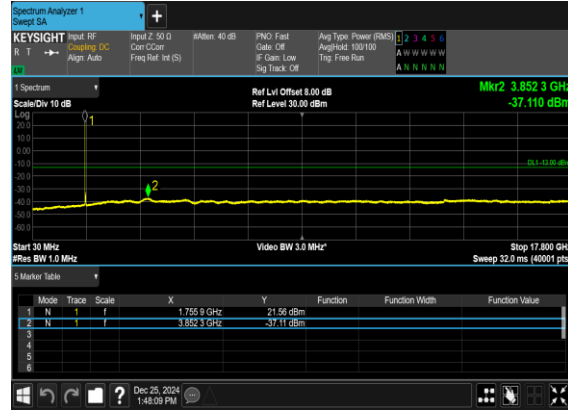 Spectrum Analyzer 1
Swept SA
+
KEYSIGHT
R T
LM
Input: RF
Coupling: DC
Align: Auto
Input Z: 50 Ω
Corr CCorr
Freq Ref: Int (S)
#Atten: 40 dB
PNO: Fast
Gate: Off
IF Gain: Low
Sig Track: Off
Avg Type: Power (RMS)
Avg|Hold: 100/100
Trig: Free Run
1 2 3 4 5 6
A W W W W W
A N N N N N
1 Spectrum
Scale/Div 10 dB
Ref Lvl Offset 8.00 dB
Ref Level 30.00 dBm
Mkr2 3.852 3 GHz
-37.110 dBm
Log
20.0
10.0
0.00
-10.0
-20.0
-30.0
-40.0
-50.0
-60.0
1
2
DL1 -13.00 dBm
Start 30 MHz
#Res BW 1.0 MHz
Video BW 3.0 MHz*
Stop 17.800 GHz
Sweep 32.0 ms (40001 pts)
5 Marker Table
Mode Trace Scale X Y Function Function Width Function Value
1 N 1 f 1.755 9 GHz 21.56 dBm
2 N 1 f 3.852 3 GHz -37.11 dBm
3
4
5
6
?
Dec 25, 2024
1:48:09 PM